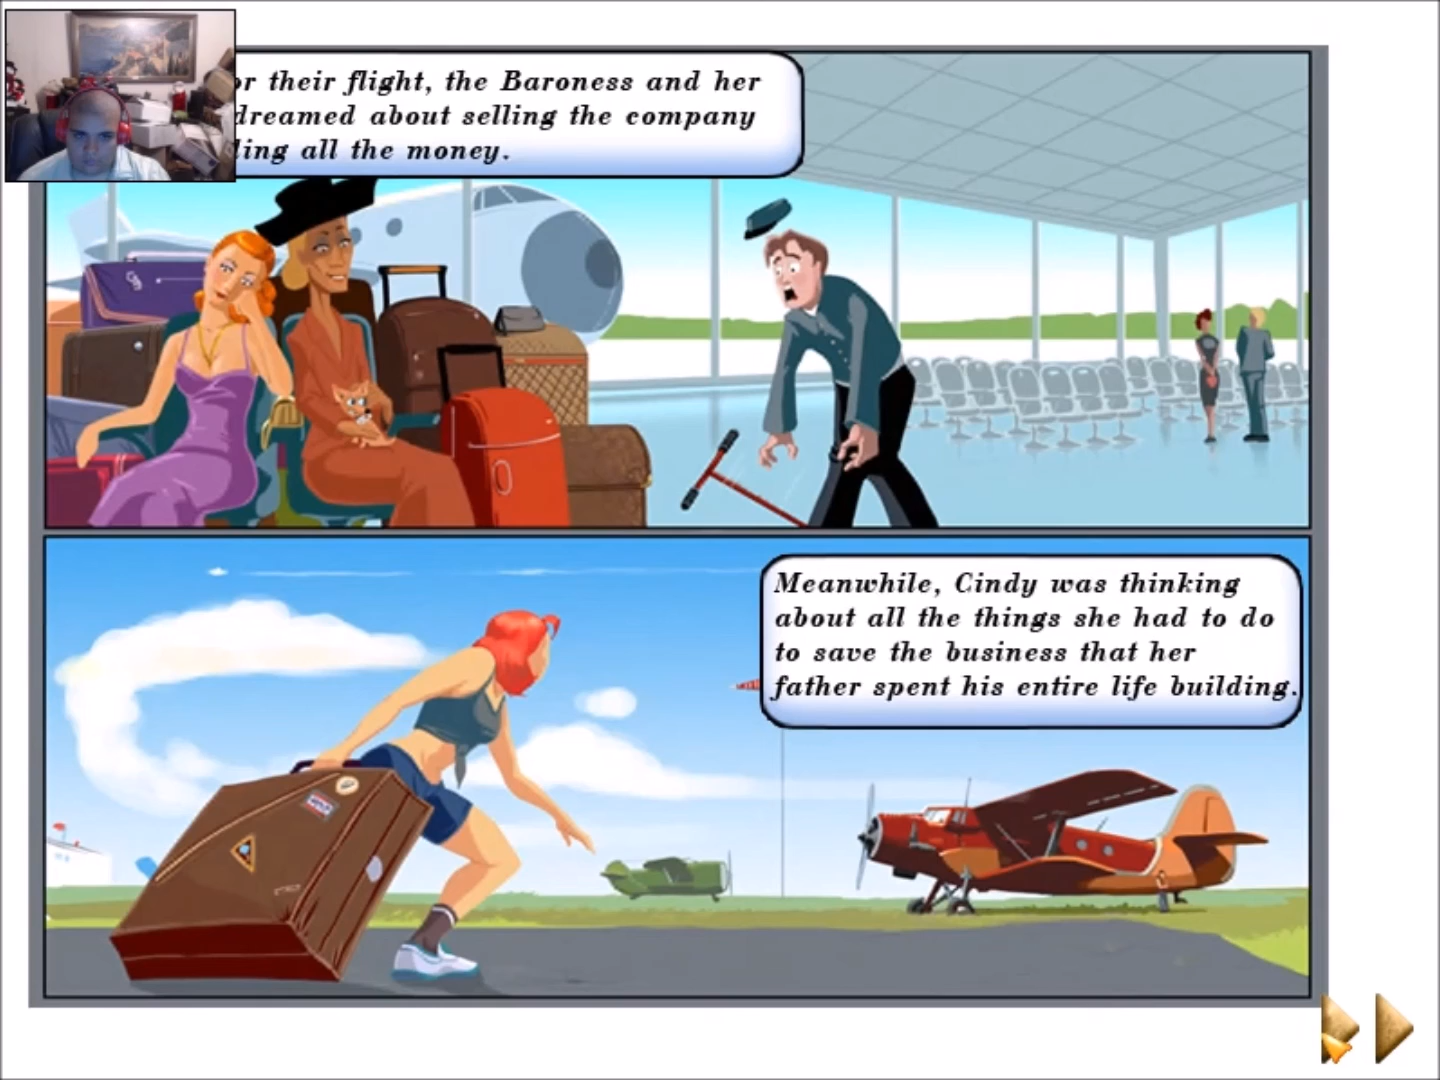 or their flight, the Baroness and her
dreamed about selling the company
ding all the money.
Meanwhile, Cindy was thinking
about all the things she had to do
to save the business that her
father spent his entire life building.